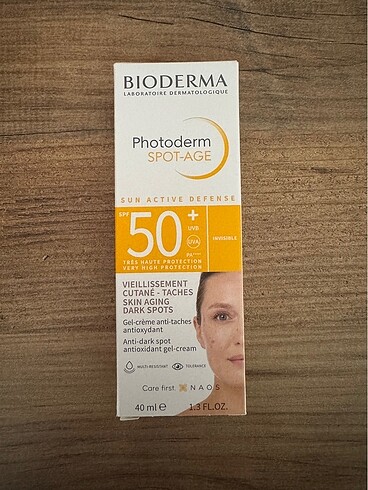 BIODERMA
LABORATOIRE DERMATOLOGIQUE
Photoderm
SPOT-AGE
SUN ACTIVE DEFENSE
SPF 50+
UVB
UVA
PA++++
INVISIBLE
TRÈS HAUTE PROTECTION
VERY HIGH PROTECTION
VIEILLISSEMENT
CUTANÉ - TACHES
SKIN AGING
DARK SPOTS
Gel-crème anti-taches
antioxydant
Anti-dark spot
antioxidant gel-cream
MULTI-RESISTANT
TOLERANCE
Care first. NAOS
40 ml ℮ 1.3 FL.OZ.